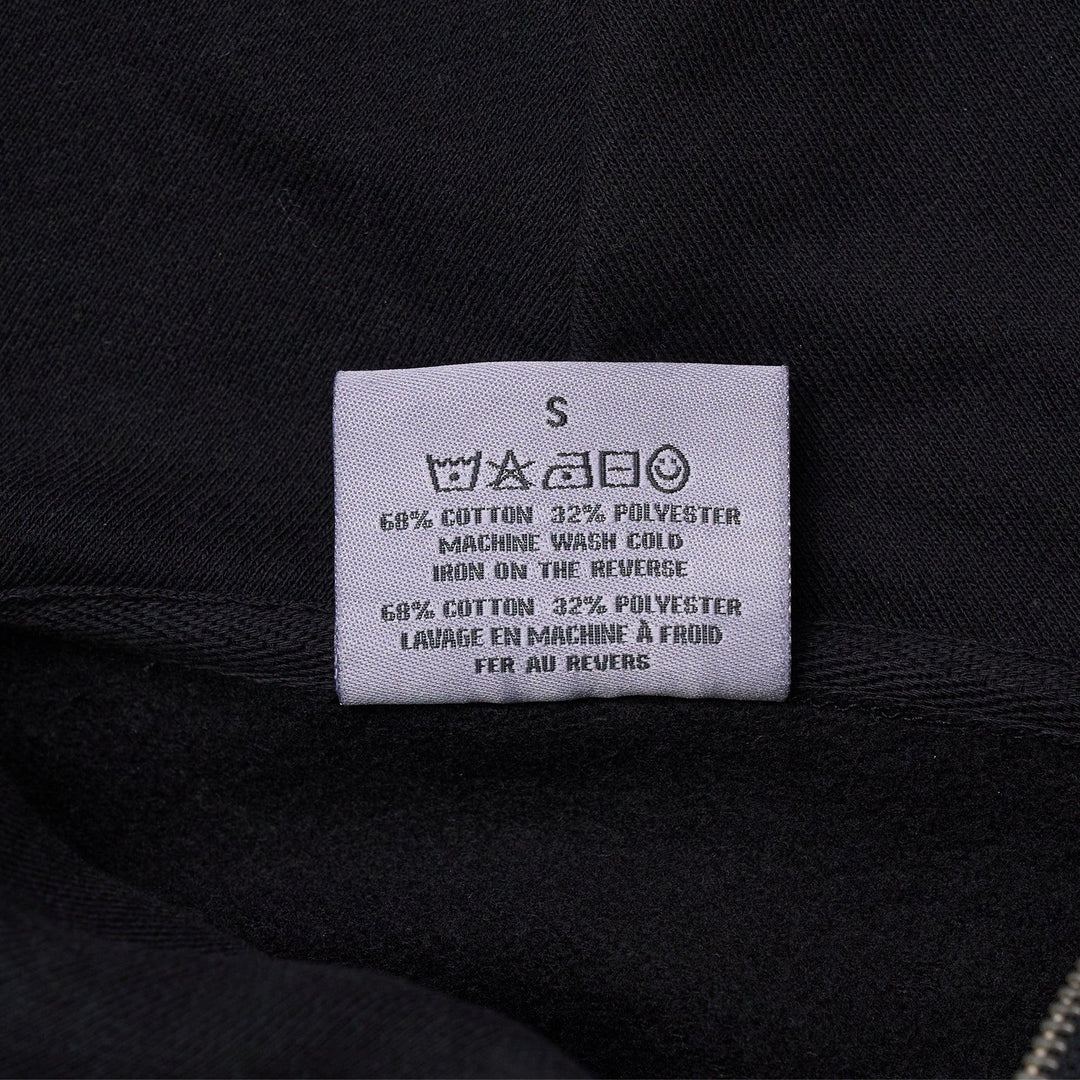 S
68% COTTON 32% POLYESTER
MACHINE WASH COLD
IRON ON THE REVERSE
68% COTTON 32% POLYESTER
LAVAGE EN MACHINE À FROID
FER AU REVERS